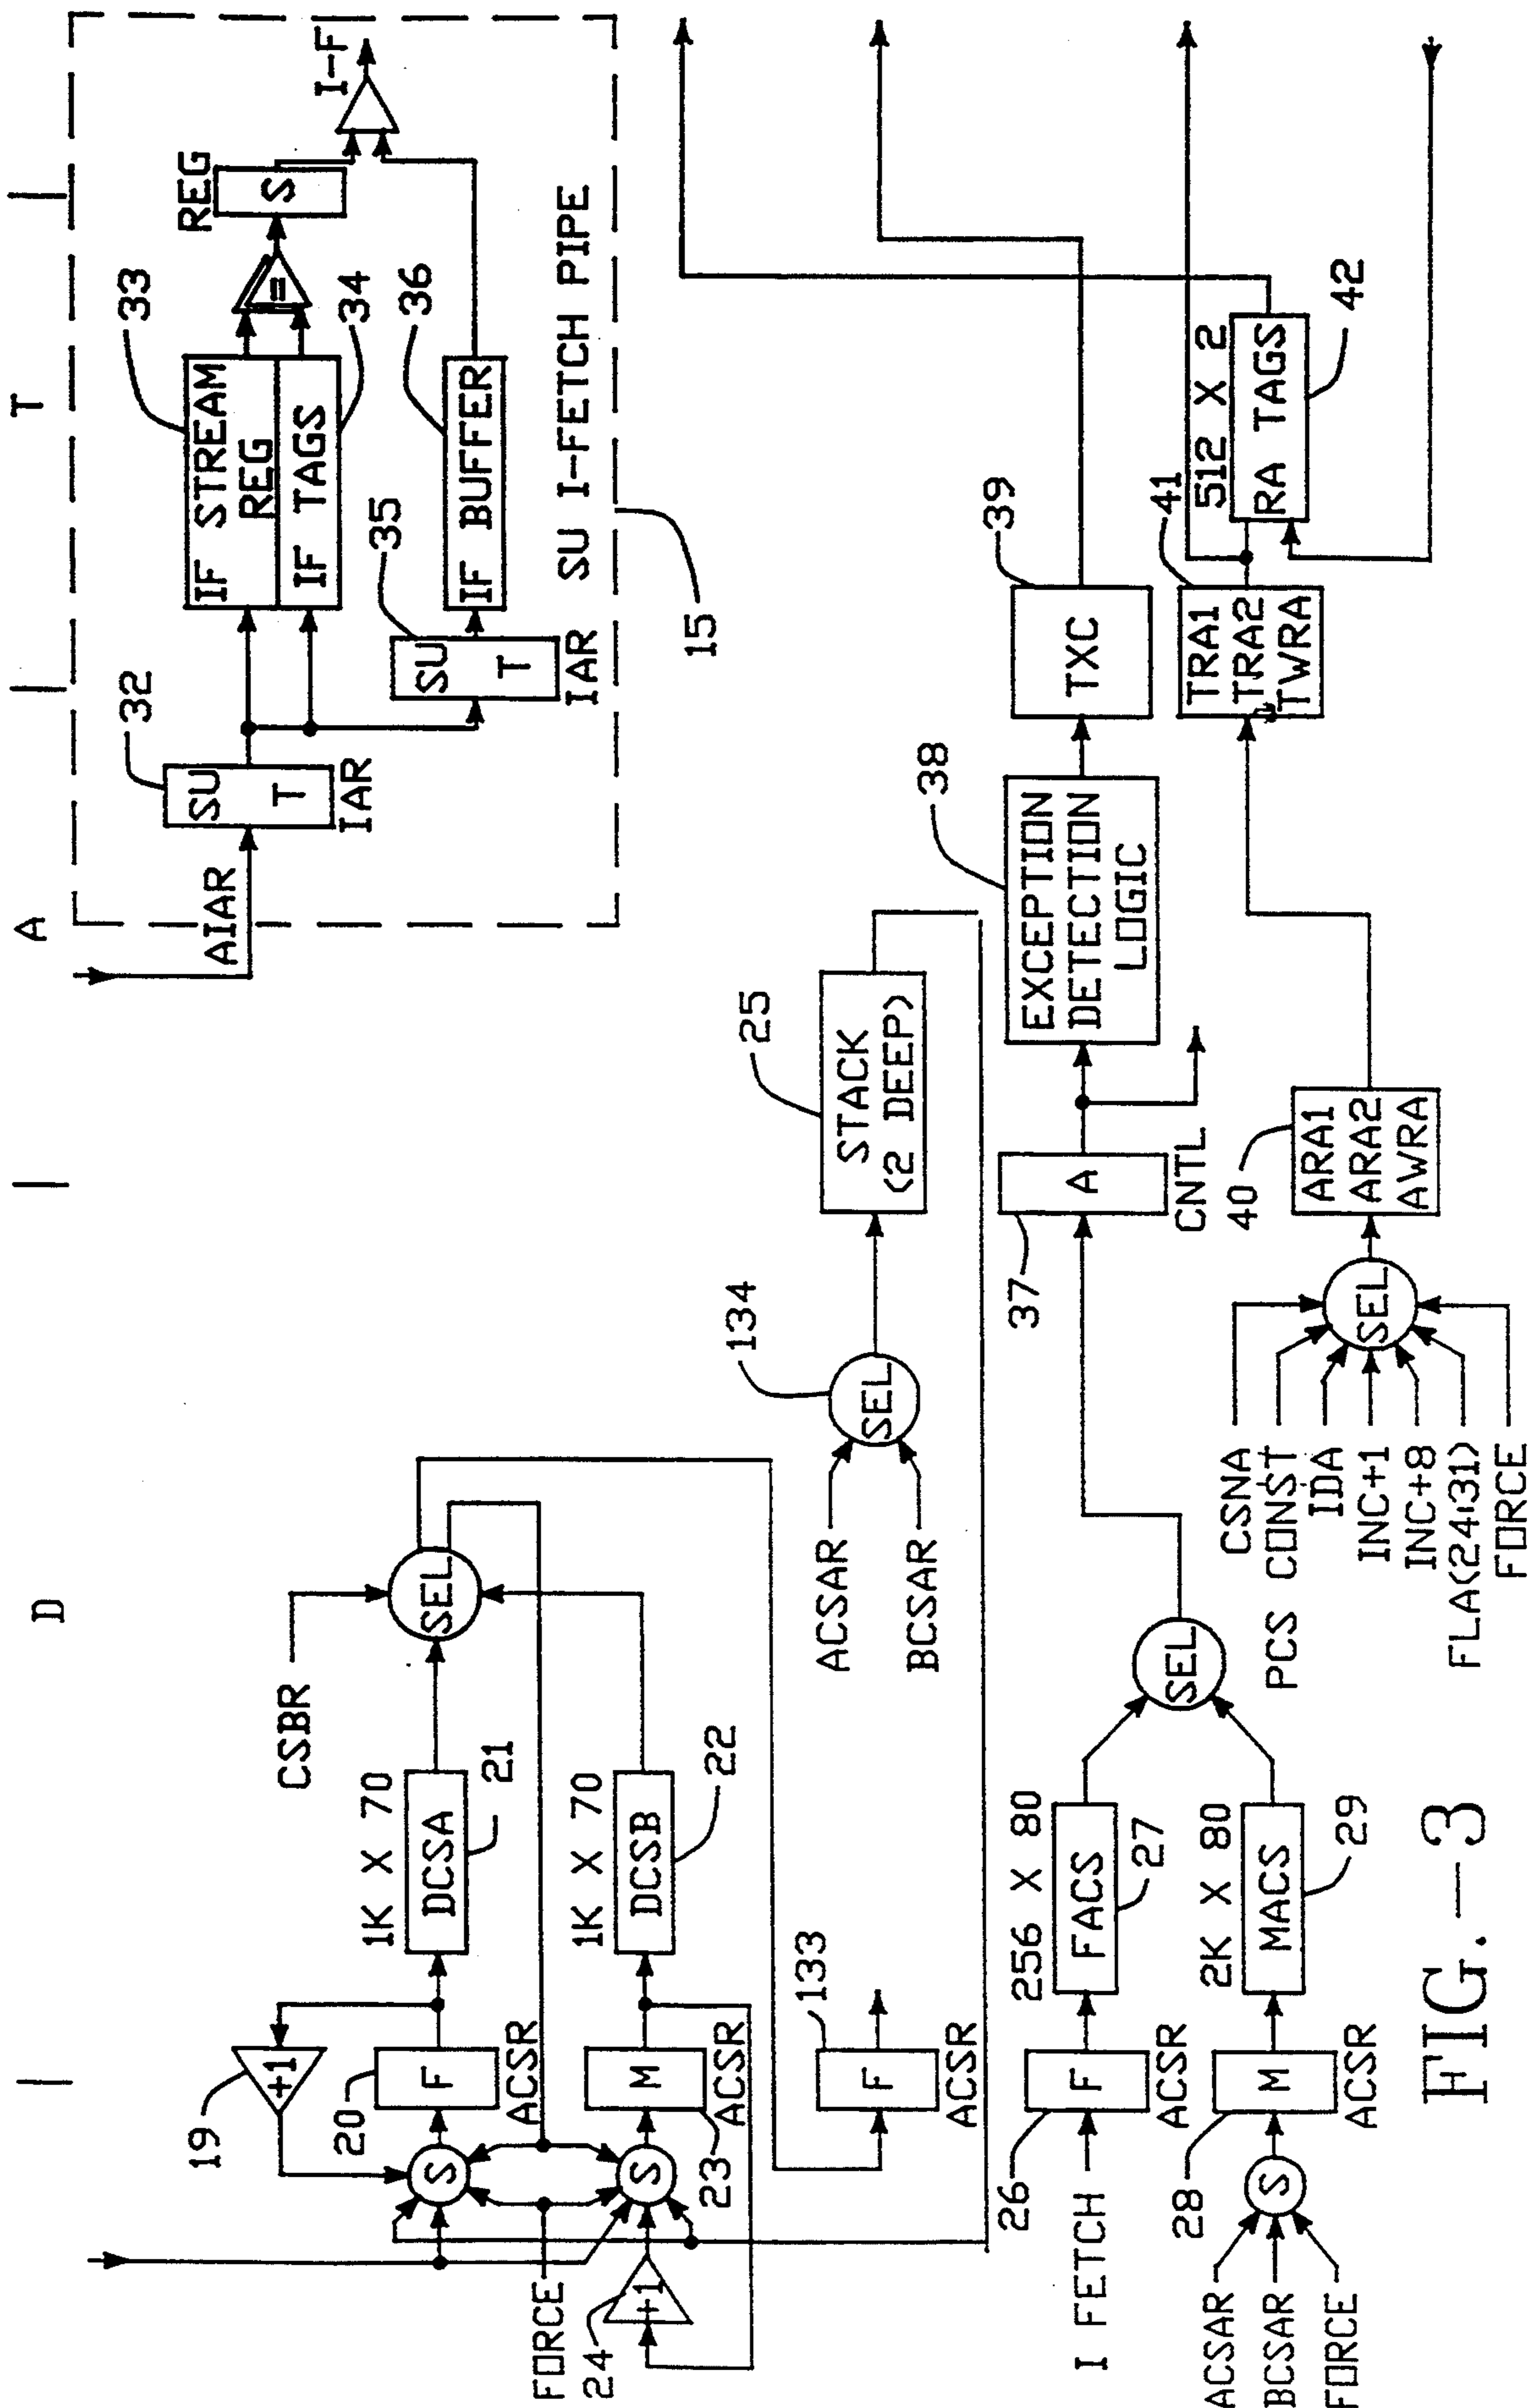 D
A
T
19
+1
20
F
ACSR
S
1K X 70
DCSA
21
CSBR
SEL
FORCE
24
+1
S
23
M
ACSR
1K X 70
DCSB
22
133
F
ACSR
ACSAR
BCSAR
SEL
134
STACK
(2 DEEP)
25
AIAR
32
SU
T
IAR
33
IF STREAM
REG
IF TAGS
34
=
REG
S
I-F
35
SU
T
IAR
36
IF BUFFER
SU I-FETCH PIPE
15
I FETCH
26
F
ACSR
256 X 80
FACS
27
ACSAR
BCSAR
FORCE
S
28
M
ACSR
2K X 80
MACS
29
SEL
37
A
CNTL
EXCEPTION
DETECTION
LOGIC
38
TXC
39
CSNA
PCS CONST
IDA
INC+1
INC+8
FLA(24:31)
FORCE
SEL
40
ARA1
ARA2
AWRA
41
TRA1
TRA2
TWRA
512 X 2
RA TAGS
42
FIG.-3